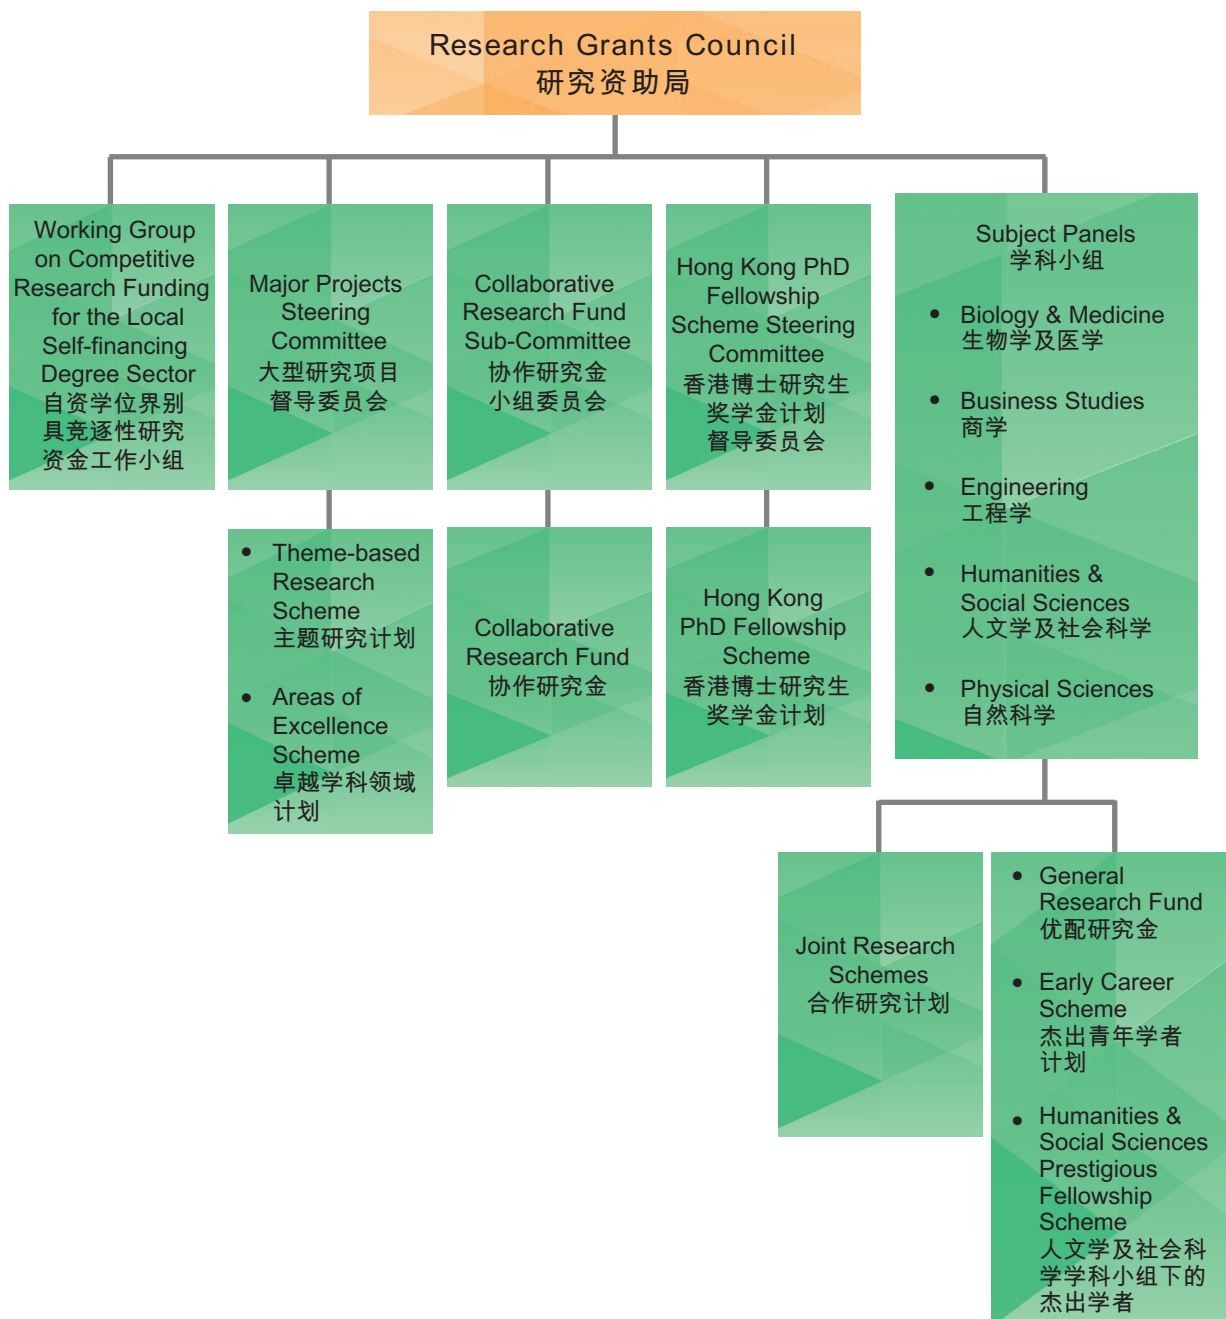 Research Grants Council
研究资助局
Working Group
on Competitive
Research Funding
for the Local
Self-financing
Degree Sector
自资学位界别
具竞逐性研究
资金工作小组
Major Projects
Steering
Committee
大型研究项目
督导委员会
Collaborative
Research Fund
Sub-Committee
协作研究金
小组委员会
Hong Kong PhD
Fellowship
Scheme Steering
Committee
香港博士研究生
奖学金计划
督导委员会
Subject Panels
学科小组
• Biology & Medicine
生物学及医学
• Business Studies
商学
• Engineering
工程学
• Humanities &
Social Sciences
人文学及社会科学
• Physical Sciences
自然科学
• Theme-based
Research
Scheme
主题研究计划
• Areas of
Excellence
Scheme
卓越学科领域
计划
Collaborative
Research Fund
协作研究金
Hong Kong
PhD Fellowship
Scheme
香港博士研究生
奖学金计划
Joint Research
Schemes
合作研究计划
• General
Research Fund
优配研究金
• Early Career
Scheme
杰出青年学者
计划
• Humanities &
Social Sciences
Prestigious
Fellowship
Scheme
人文学及社会科
学学科小组下的
杰出学者